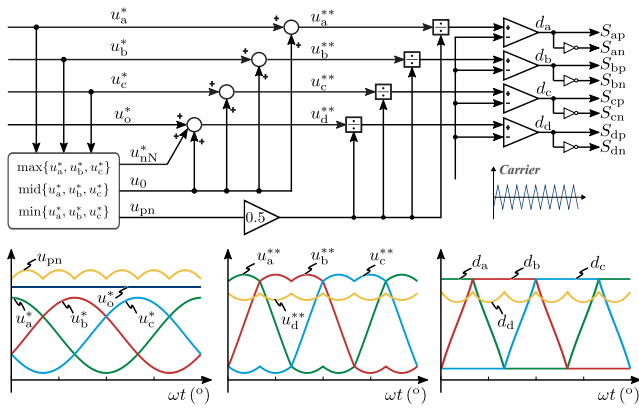 u*a u**a ÷ + - da Sap
San
u*b u**b ÷ + - db Sbp
Sbn
u*c u**c ÷ + - dc Scp
Scn
u*o u**d ÷ + - dd Sdp
Sdn
max{u*a, u*b, u*c} u*nN
mid{u*a, u*b, u*c} u0
min{u*a, u*b, u*c} upn 0.5
Carrier
upn
u*o
u*a u*b u*c
ωt (°)
u**a u**b u**c
u**d
ωt (°)
da db dc
dd
ωt (°)